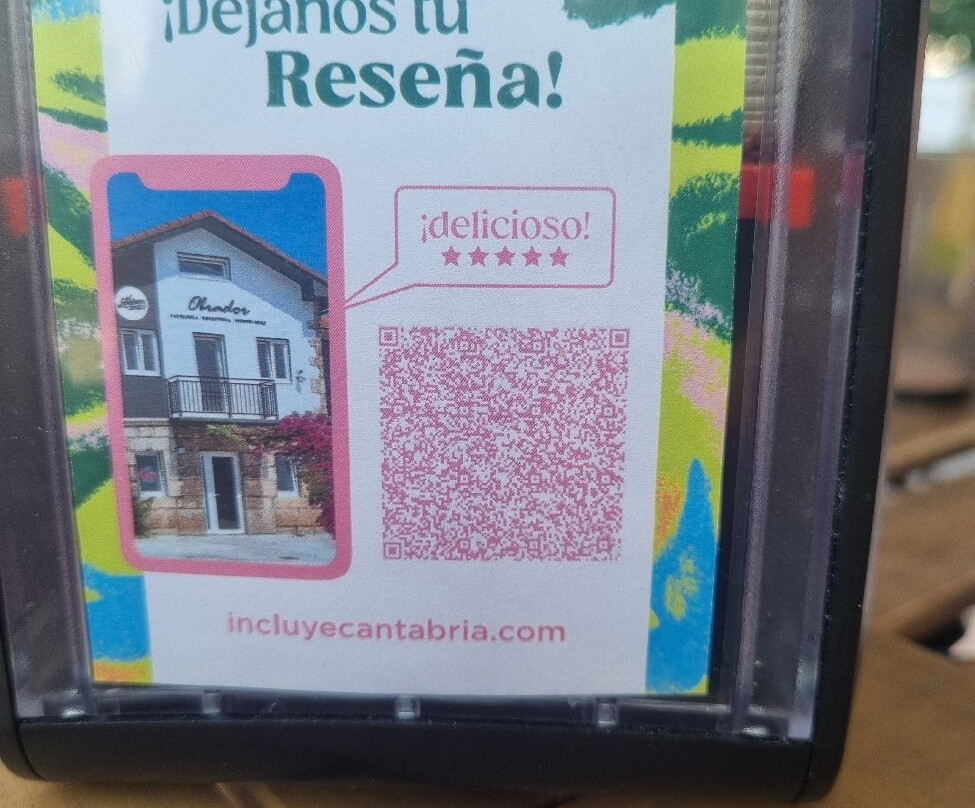 ¡Déjanos tu
Reseña!
¡delicioso!
Obrador
incluyecantabria.com